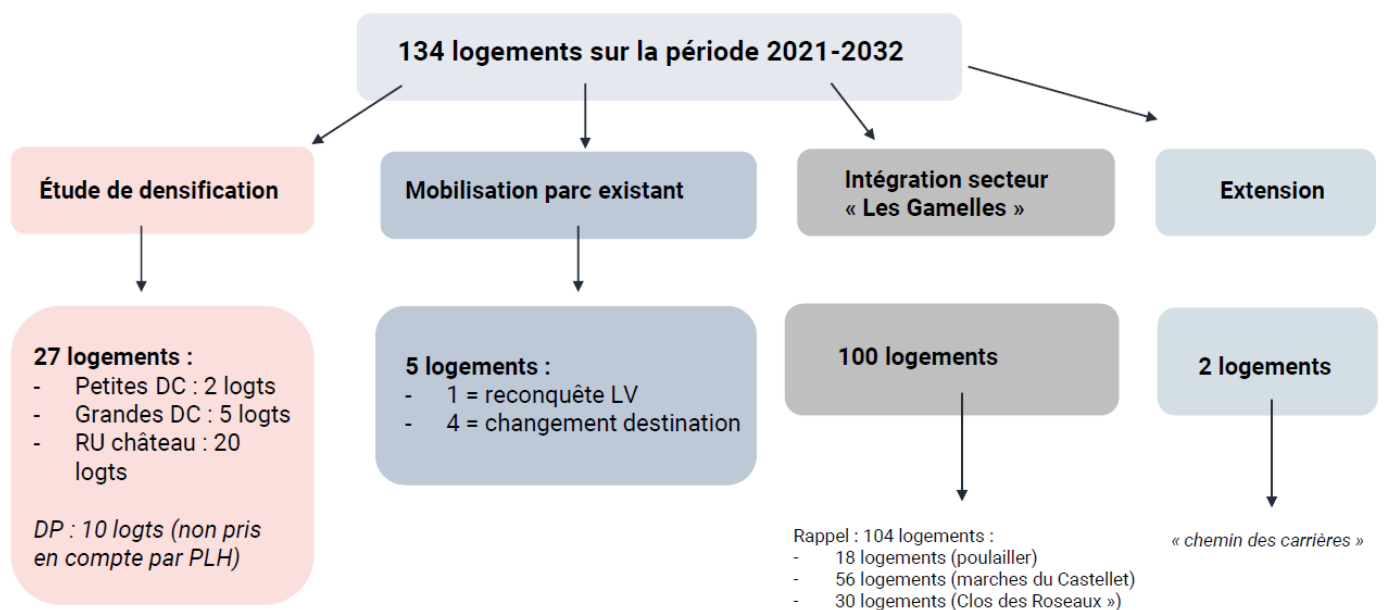 134 logements sur la période 2021-2032
Étude de densification
Mobilisation parc existant
Intégration secteur
« Les Gamelles »
Extension
27 logements :
- Petites DC : 2 logts
- Grandes DC : 5 logts
- RU château : 20
logts
DP : 10 logts (non pris
en compte par PLH)
5 logements :
- 1 = reconquête LV
- 4 = changement destination
100 logements
2 logements
Rappel : 104 logements :
- 18 logements (poulailler)
- 56 logements (marches du Castellet)
- 30 logements (Clos des Roseaux »)
« chemin des carrières »